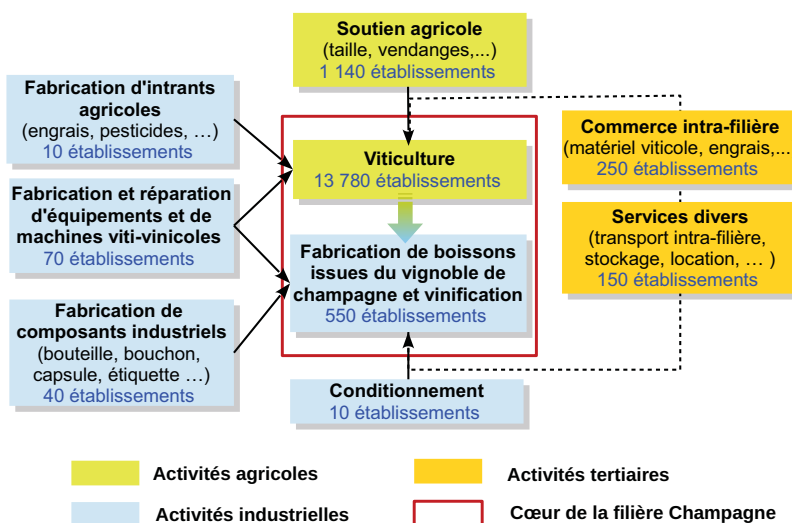 Soutien agricole
(taille, vendanges,...)
1 140 établissements
Fabrication d'intrants
agricoles
(engrais, pesticides, …)
10 établissements
Fabrication et réparation
d'équipements et de
machines viti-vinicoles
70 établissements
Fabrication de
composants industriels
(bouteille, bouchon,
capsule, étiquette …)
40 établissements
Viticulture
13 780 établissements
Fabrication de boissons
issues du vignoble de
champagne et vinification
550 établissements
Conditionnement
10 établissements
Commerce intra-filière
(matériel viticole, engrais,...
250 établissements
Services divers
(transport intra-filière,
stockage, location, … )
150 établissements
Activités agricoles
Activités tertiaires
Activités industrielles
Cœur de la filière Champagne